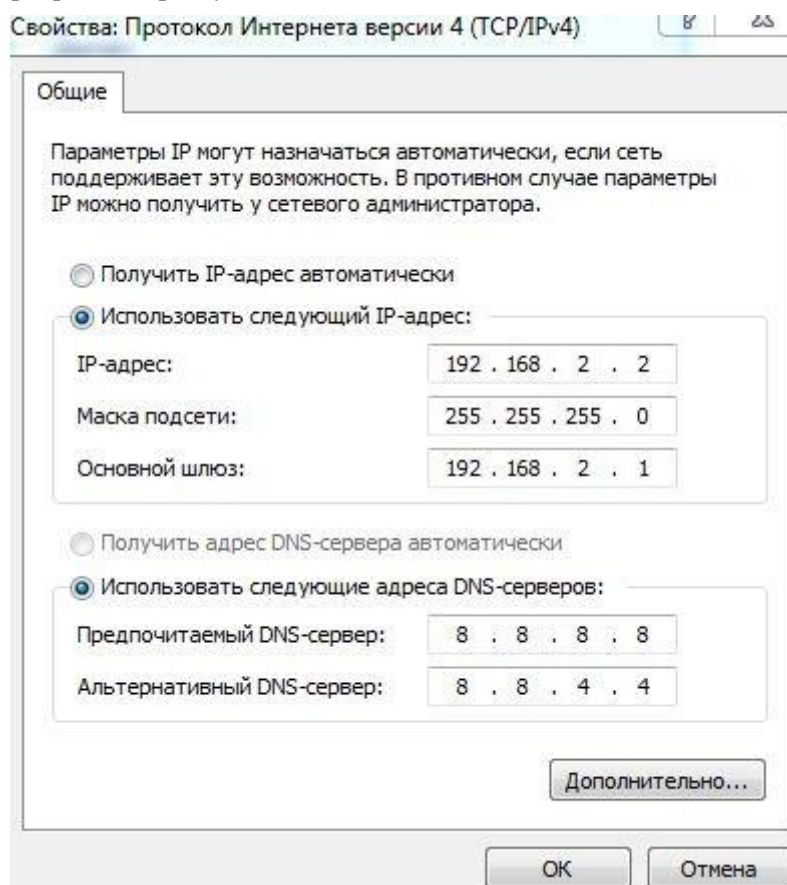 Свойства: Протокол Интернета версии 4 (TCP/IPv4)
Общие
Параметры IP могут назначаться автоматически, если сеть
поддерживает эту возможность. В противном случае параметры
IP можно получить у сетевого администратора.
Получить IP-адрес автоматически
Использовать следующий IP-адрес:
IP-адрес: 192 . 168 . 2 . 2
Маска подсети: 255 . 255 . 255 . 0
Основной шлюз: 192 . 168 . 2 . 1
Получить адрес DNS-сервера автоматически
Использовать следующие адреса DNS-серверов:
Предпочитаемый DNS-сервер: 8 . 8 . 8 . 8
Альтернативный DNS-сервер: 8 . 8 . 4 . 4
Дополнительно...
ОК Отмена